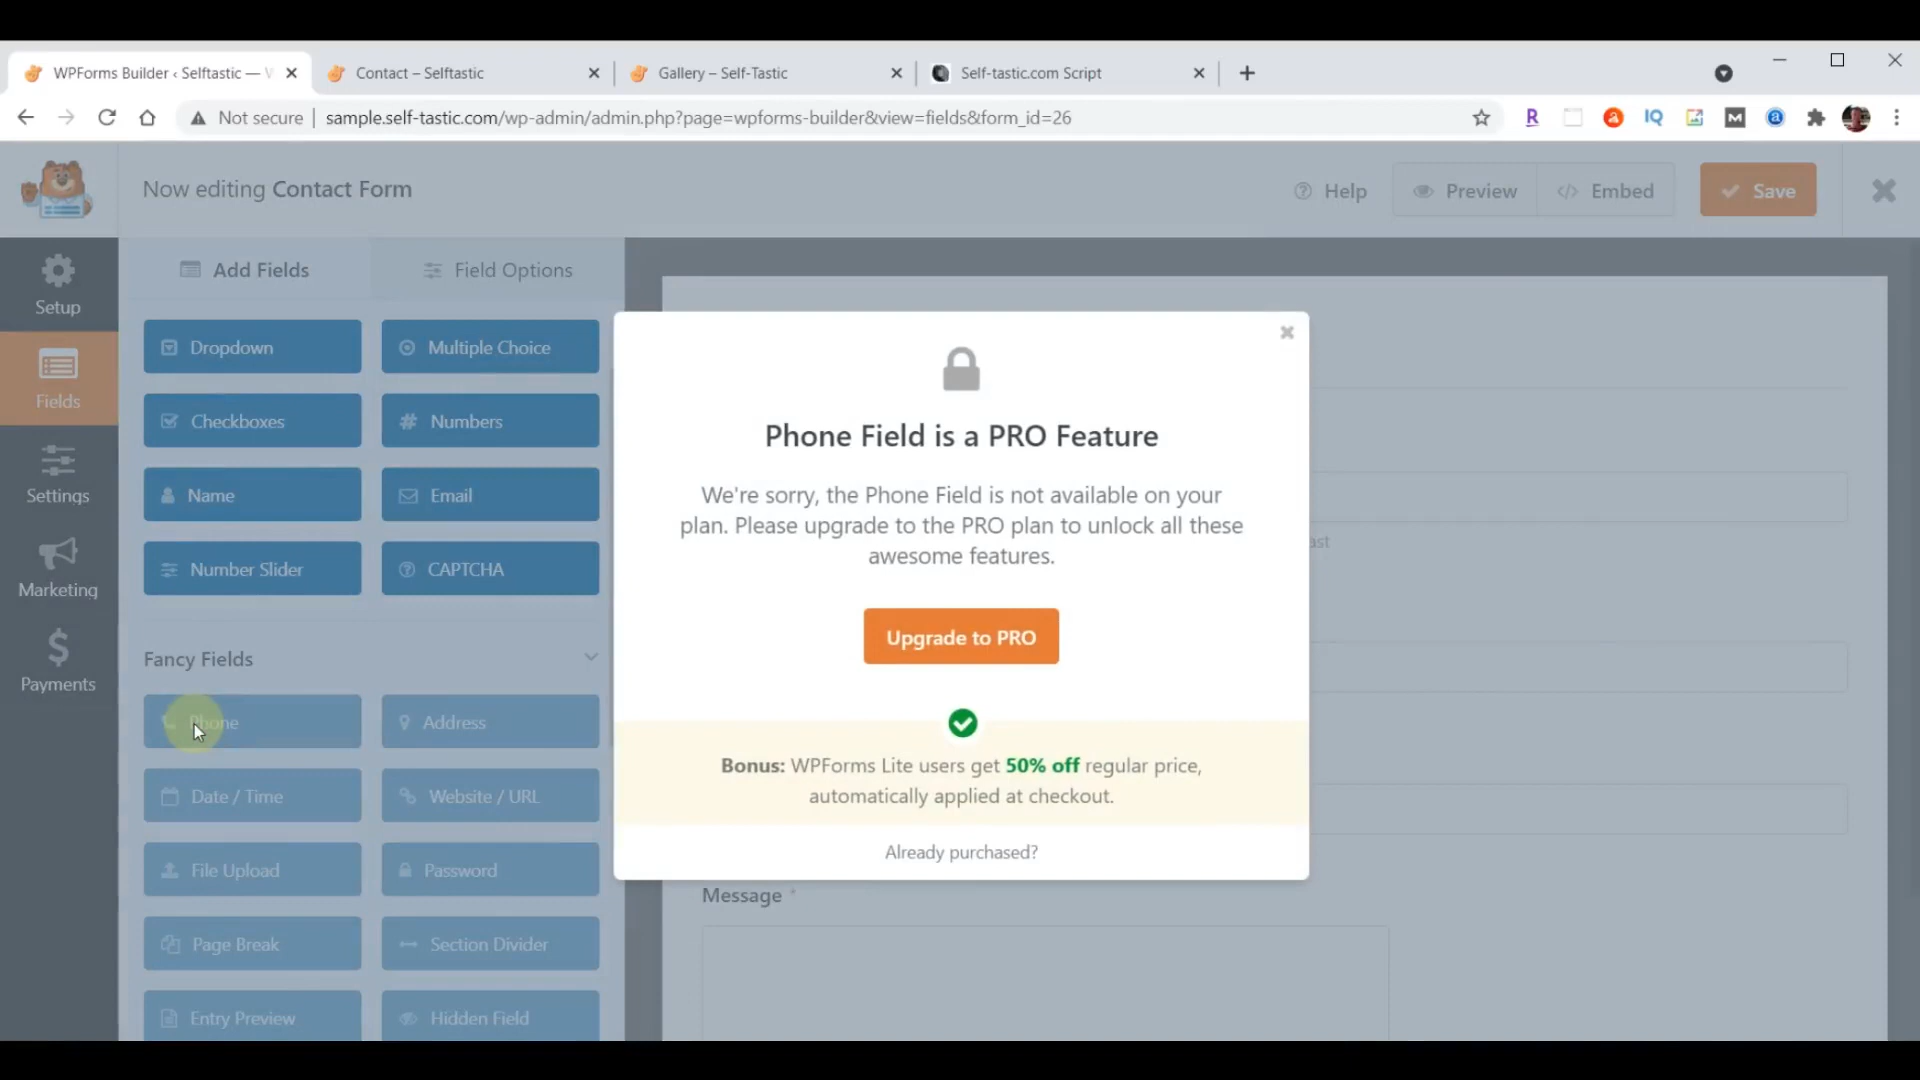 WPForms Builder ‹ Selftastic —
Contact – Selftastic
Gallery – Self-Tastic
Self-tastic.com Script
Not secure
sample.self-tastic.com/wp-admin/admin.php?page=wpforms-builder&view=fields&form_id=26
Now editing Contact Form
Help
Preview
Embed
Save
Setup
Fields
Settings
Marketing
Payments
Add Fields
Field Options
Dropdown
Multiple Choice
Checkboxes
Numbers
Name
Email
Number Slider
CAPTCHA
Fancy Fields
Phone
Address
Date / Time
Website / URL
File Upload
Password
Page Break
Section Divider
Entry Preview
Hidden Field
Phone Field is a PRO Feature
We're sorry, the Phone Field is not available on your
plan. Please upgrade to the PRO plan to unlock all these
awesome features.
Upgrade to PRO
Bonus: WPForms Lite users get 50% off regular price,
automatically applied at checkout.
Already purchased?
Message *